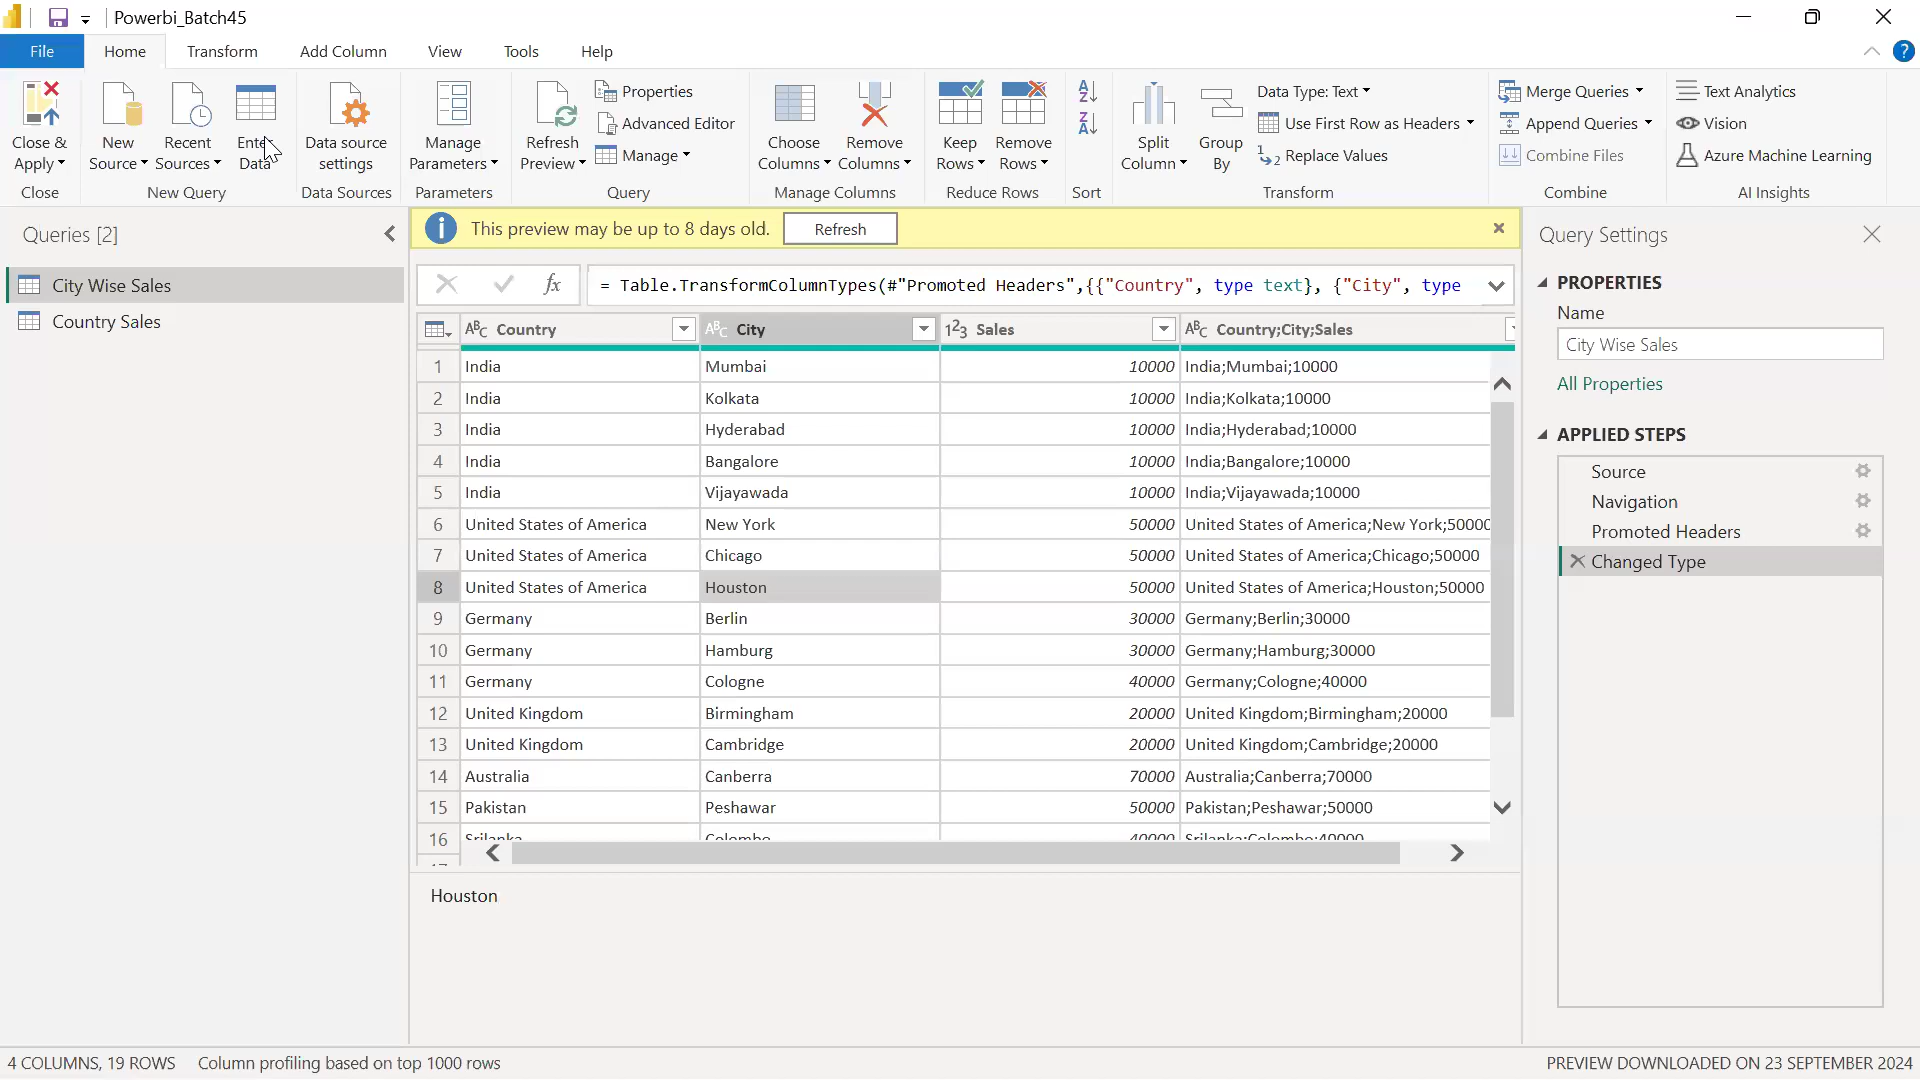 Powerbi_Batch45
File Home Transform Add Column View Tools Help
Close & Apply
Close
New Source
Recent Sources
Enter Data
New Query
Data source settings
Data Sources
Manage Parameters
Parameters
Refresh Preview
Properties
Advanced Editor
Manage
Query
Choose Columns
Remove Columns
Manage Columns
Keep Rows
Remove Rows
Reduce Rows
Sort
Split Column
Group By
Data Type: Text
Use First Row as Headers
Replace Values
Transform
Merge Queries
Append Queries
Combine Files
Combine
Text Analytics
Vision
Azure Machine Learning
AI Insights
Queries [2]
City Wise Sales
Country Sales
This preview may be up to 8 days old. Refresh
fx = Table.TransformColumnTypes(#"Promoted Headers",{{"Country", type text}, {"City", type
Country City Sales Country;City;Sales
1 India Mumbai 10000 India;Mumbai;10000
2 India Kolkata 10000 India;Kolkata;10000
3 India Hyderabad 10000 India;Hyderabad;10000
4 India Bangalore 10000 India;Bangalore;10000
5 India Vijayawada 10000 India;Vijayawada;10000
6 United States of America New York 50000 United States of America;New York;50000
7 United States of America Chicago 50000 United States of America;Chicago;50000
8 United States of America Houston 50000 United States of America;Houston;50000
9 Germany Berlin 30000 Germany;Berlin;30000
10 Germany Hamburg 30000 Germany;Hamburg;30000
11 Germany Cologne 40000 Germany;Cologne;40000
12 United Kingdom Birmingham 20000 United Kingdom;Birmingham;20000
13 United Kingdom Cambridge 20000 United Kingdom;Cambridge;20000
14 Australia Canberra 70000 Australia;Canberra;70000
15 Pakistan Peshawar 50000 Pakistan;Peshawar;50000
16 Srilanka Colombo 40000 Srilanka;Colombo;40000
Houston
Query Settings
PROPERTIES
Name
City Wise Sales
All Properties
APPLIED STEPS
Source
Navigation
Promoted Headers
Changed Type
4 COLUMNS, 19 ROWS Column profiling based on top 1000 rows
PREVIEW DOWNLOADED ON 23 SEPTEMBER 2024